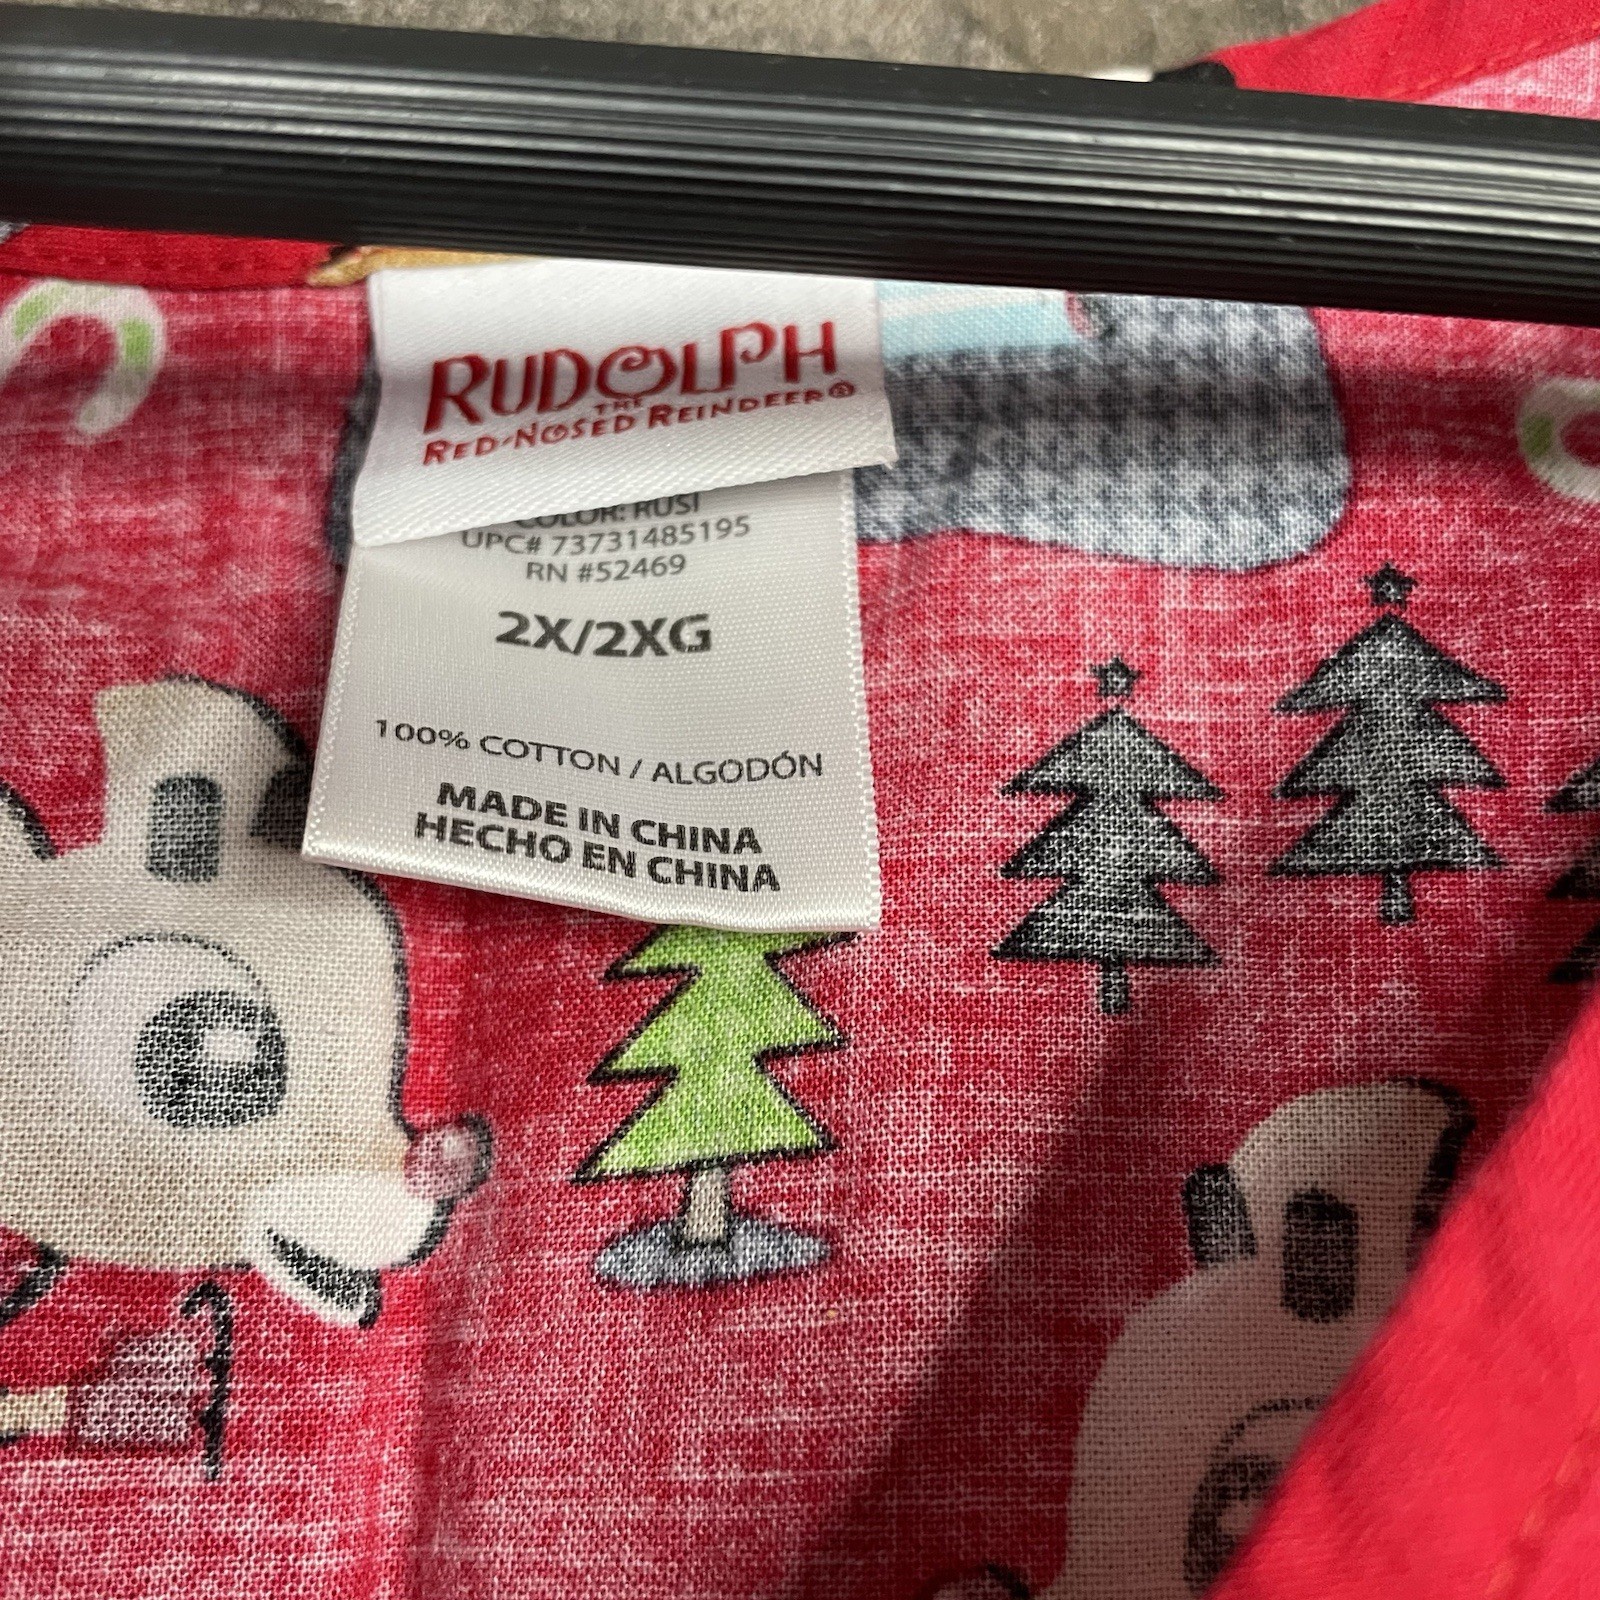 RUDOLPH
THE
RED-NOSED REINDEER®
COLOR: RUST
UPC# 73731485195
RN #52469
2X/2XG
100% COTTON / ALGODÓN
MADE IN CHINA
HECHO EN CHINA